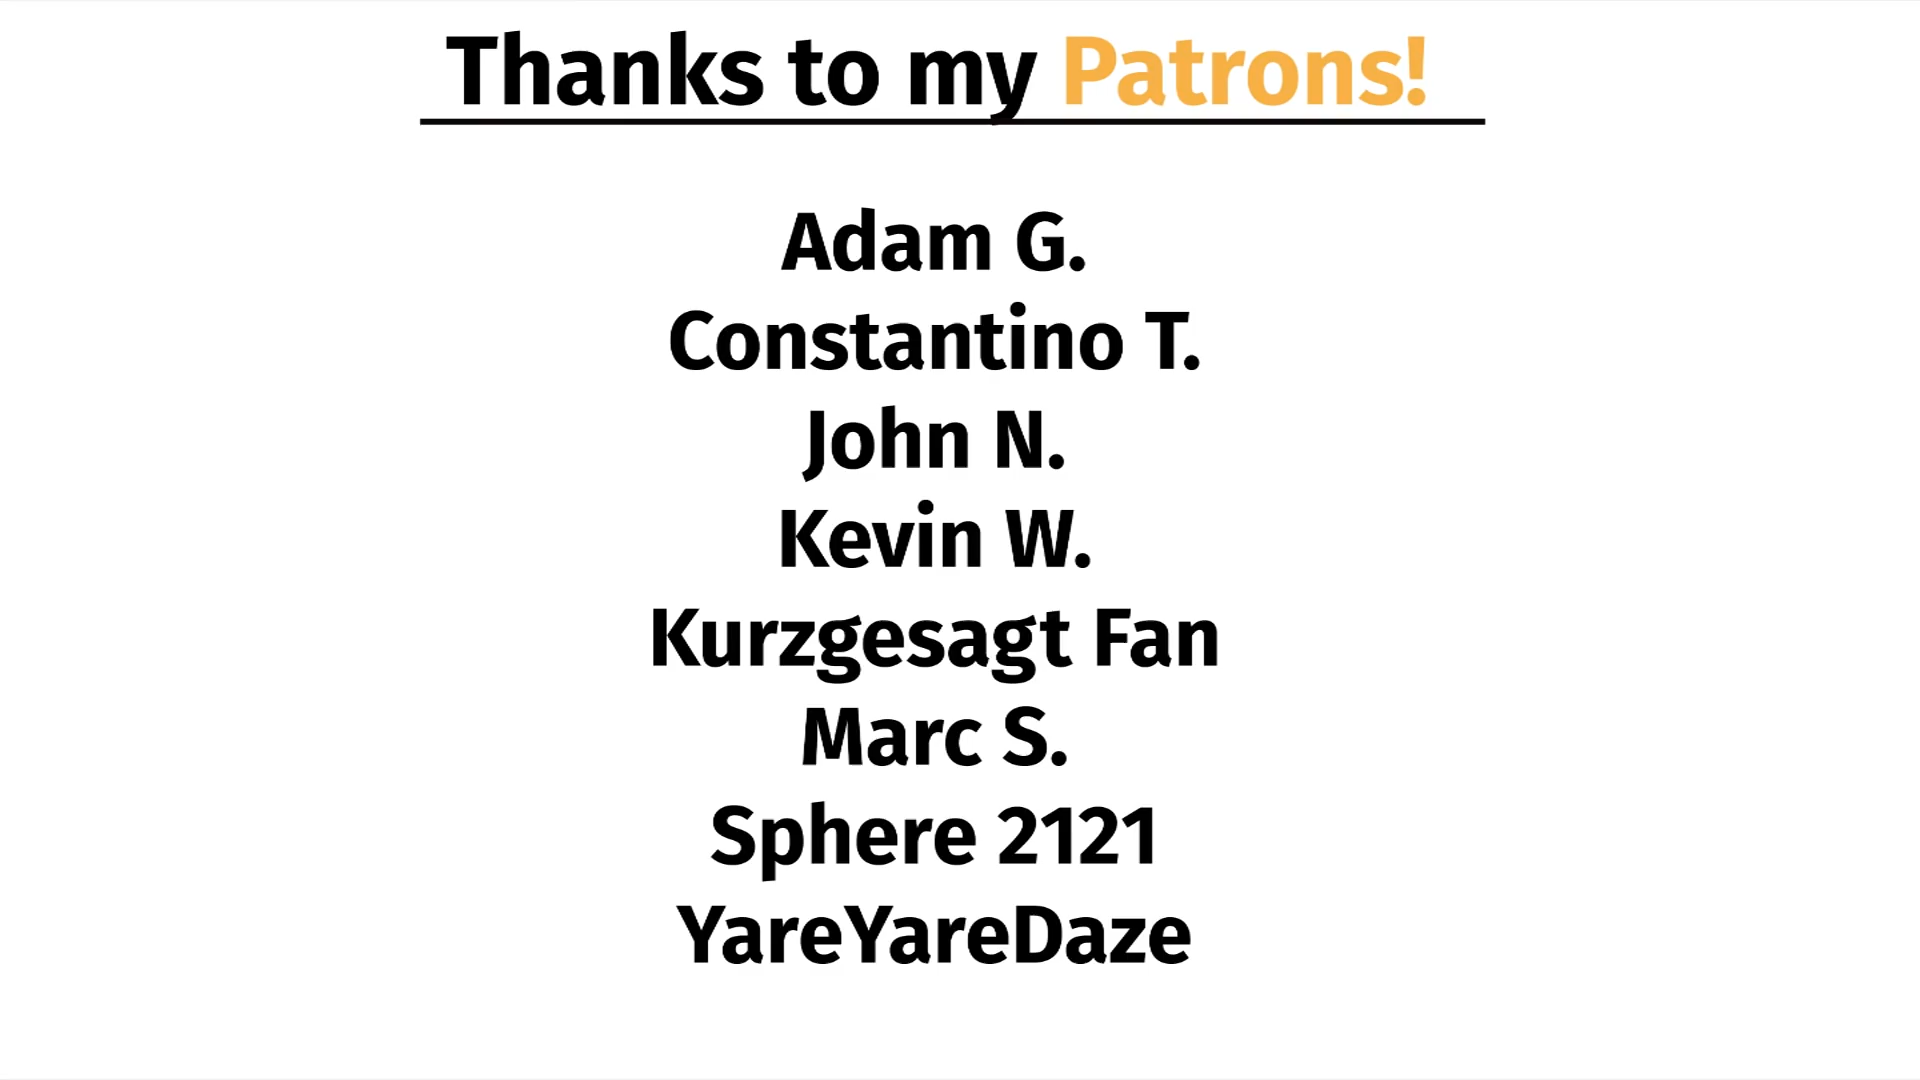 Thanks to my Patrons!
Adam G.
Constantino T.
John N.
Kevin W.
Kurzgesagt Fan
Marc S.
Sphere 2121
YareYareDaze